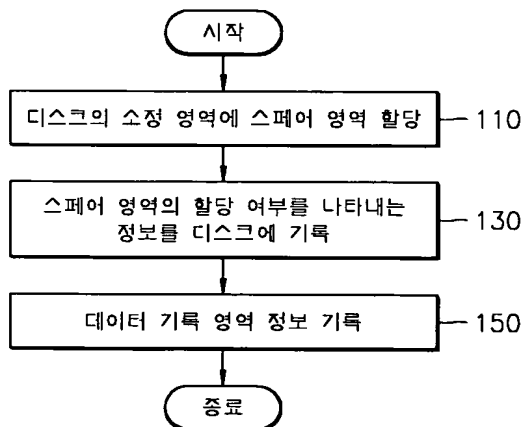 시작
디스크의 소정 영역에 스페어 영역 할당
110
스페어 영역의 할당 여부를 나타내는
정보를 디스크에 기록
130
데이터 기록 영역 정보 기록
150
종료